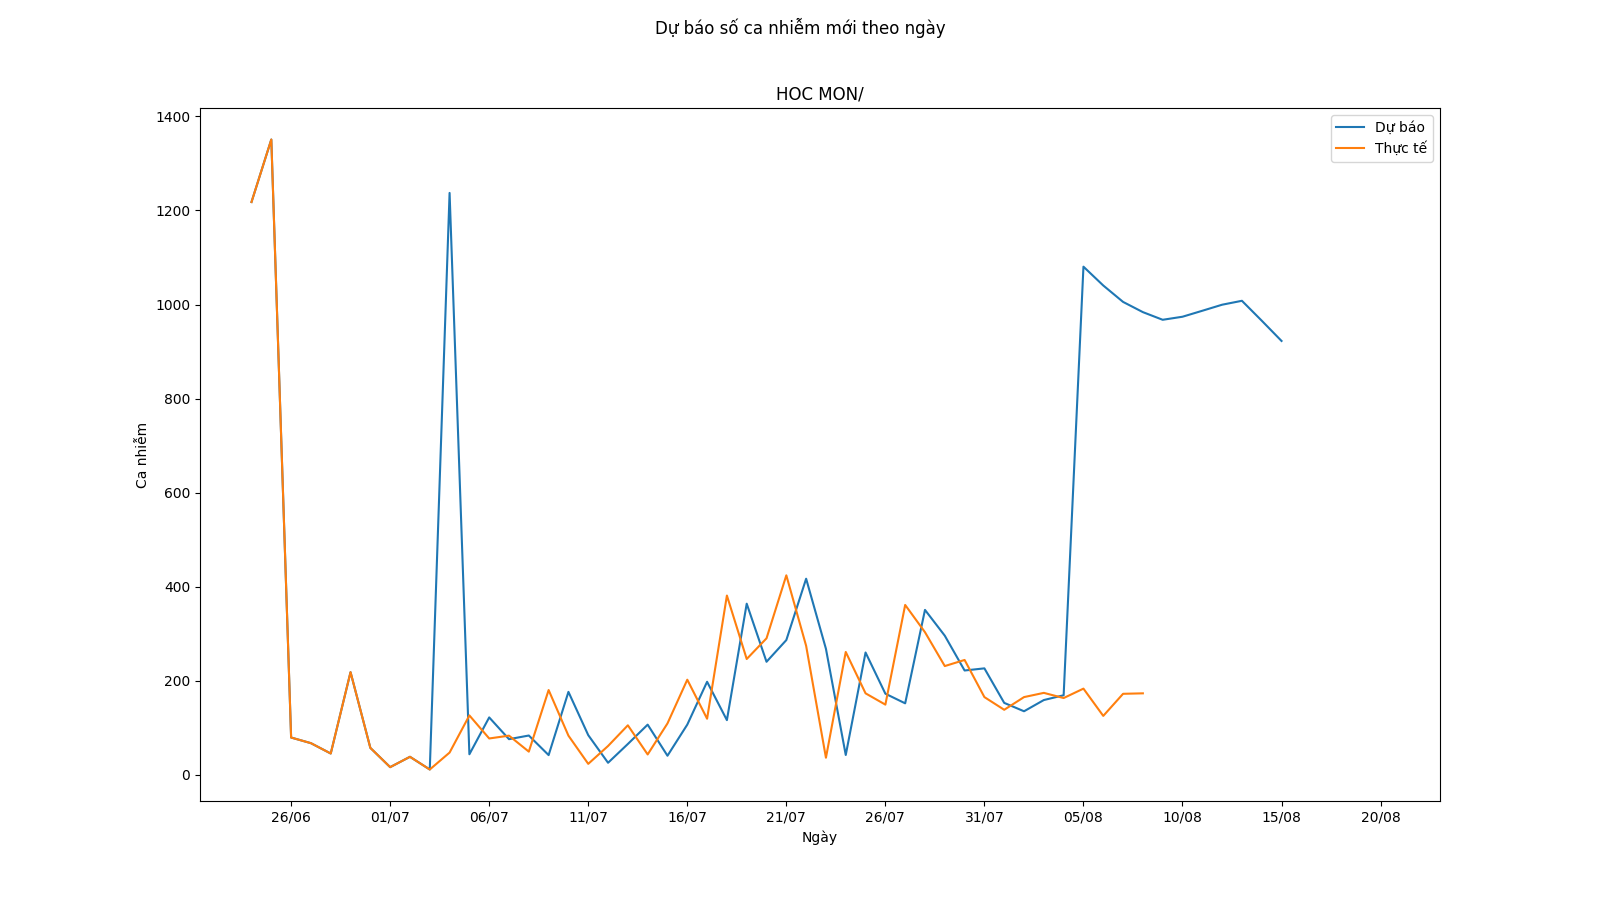 Dự báo số ca nhiễm mới theo ngày
HOC MON/
Dự báo
Thực tế
1400
1200
1000
800
600
400
200
0
Ca nhiễm
26/06 01/07 06/07 11/07 16/07 21/07 26/07 31/07 05/08 10/08 15/08 20/08
Ngày